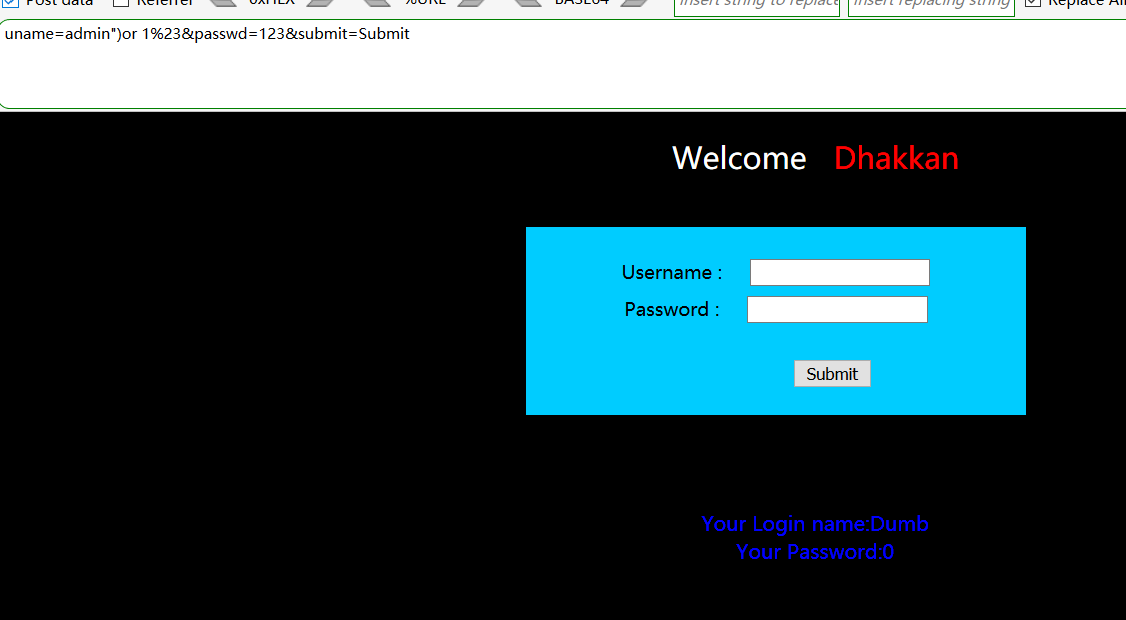 Post data Referrer 0xHEX %URL BASE64 Insert string to replace Insert replacing string Replace All
uname=admin")or 1%23&passwd=123&submit=Submit
Welcome Dhakkan
Username :
Password :
Submit
Your Login name:Dumb
Your Password:0